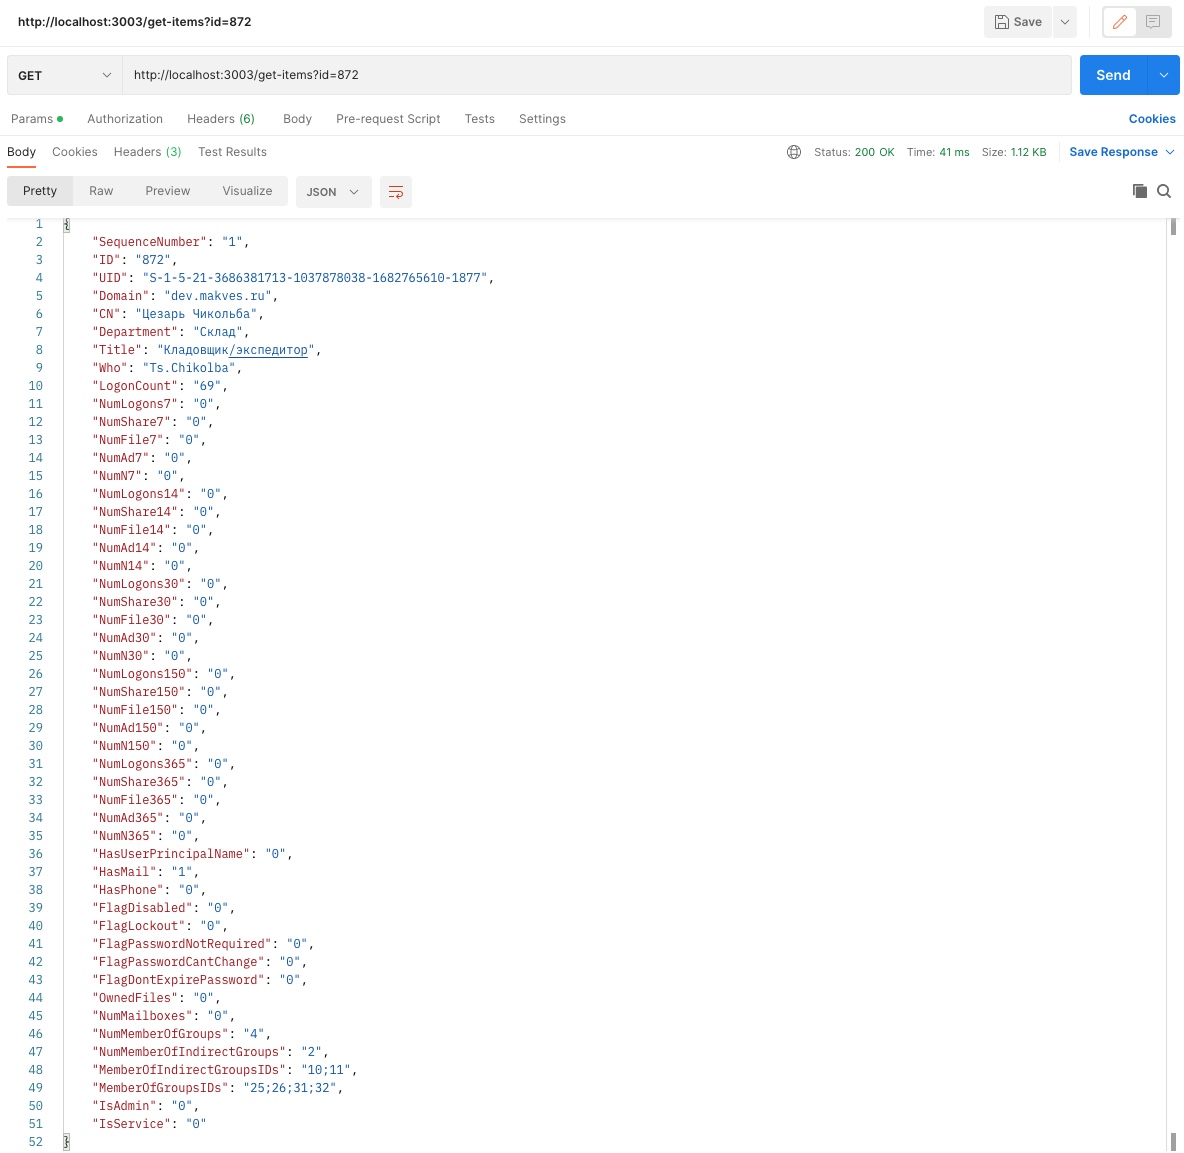 http://localhost:3003/get-items?id=872 Save
GET http://localhost:3003/get-items?id=872 Send
Params Authorization Headers (6) Body Pre-request Script Tests Settings Cookies
Body Cookies Headers (3) Test Results Status: 200 OK Time: 41 ms Size: 1.12 KB Save Response
Pretty Raw Preview Visualize JSON
1 {
2 "SequenceNumber": "1",
3 "ID": "872",
4 "UID": "S-1-5-21-3686381713-1037878038-1682765610-1877",
5 "Domain": "dev.makves.ru",
6 "CN": "Цезарь Чикольба",
7 "Department": "Склад",
8 "Title": "Кладовщик/экспедитор",
9 "Who": "Ts.Chikolba",
10 "LogonCount": "69",
11 "NumLogons7": "0",
12 "NumShare7": "0",
13 "NumFile7": "0",
14 "NumAd7": "0",
15 "NumN7": "0",
16 "NumLogons14": "0",
17 "NumShare14": "0",
18 "NumFile14": "0",
19 "NumAd14": "0",
20 "NumN14": "0",
21 "NumLogons30": "0",
22 "NumShare30": "0",
23 "NumFile30": "0",
24 "NumAd30": "0",
25 "NumN30": "0",
26 "NumLogons150": "0",
27 "NumShare150": "0",
28 "NumFile150": "0",
29 "NumAd150": "0",
30 "NumN150": "0",
31 "NumLogons365": "0",
32 "NumShare365": "0",
33 "NumFile365": "0",
34 "NumAd365": "0",
35 "NumN365": "0",
36 "HasUserPrincipalName": "0",
37 "HasMail": "1",
38 "HasPhone": "0",
39 "FlagDisabled": "0",
40 "FlagLockout": "0",
41 "FlagPasswordNotRequired": "0",
42 "FlagPasswordCantChange": "0",
43 "FlagDontExpirePassword": "0",
44 "OwnedFiles": "0",
45 "NumMailboxes": "0",
46 "NumMemberOfGroups": "4",
47 "NumMemberOfIndirectGroups": "2",
48 "MemberOfIndirectGroupsIDs": "10;11",
49 "MemberOfGroupsIDs": "25;26;31;32",
50 "IsAdmin": "0",
51 "IsService": "0"
52 }